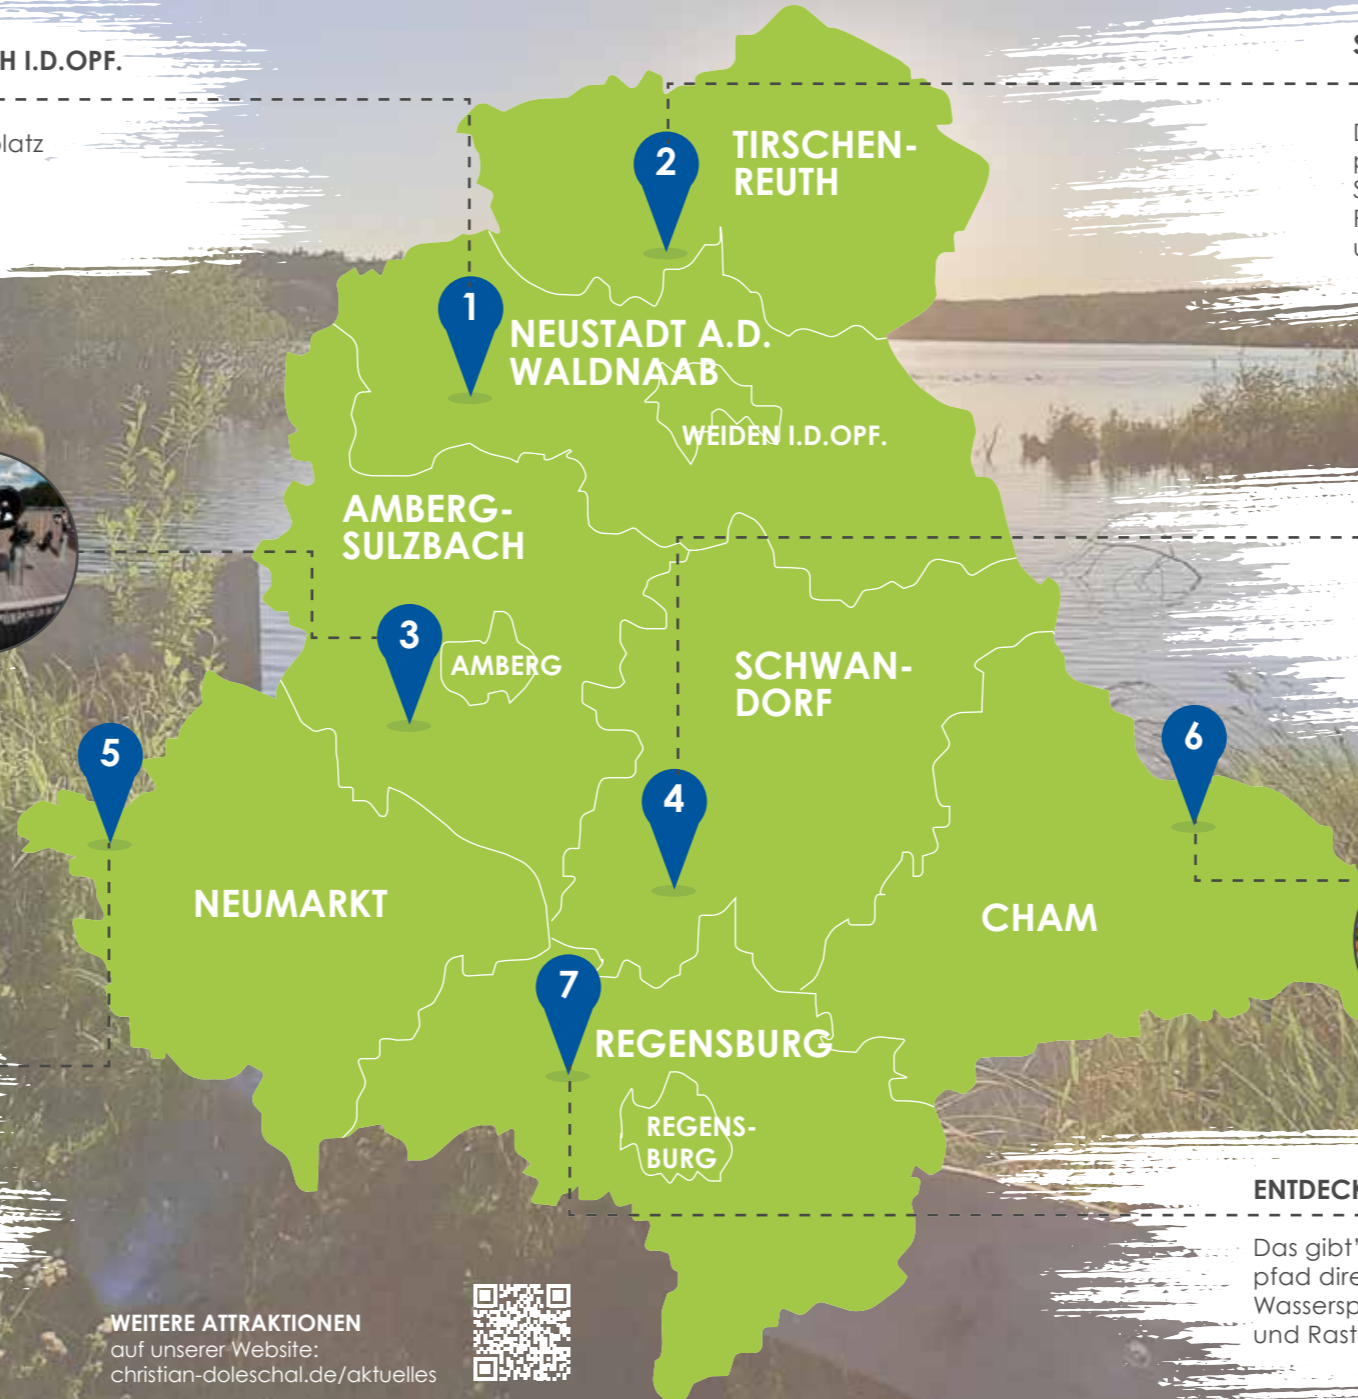 H I.D.OPF.
latz
2
TIRSCHEN-
REUTH
1
NEUSTADT A.D.
WALDNAAB
WEIDEN I.D.OPF.
AMBERG-
SULZBACH
3
AMBERG
SCHWAN-
DORF
5
6
4
NEUMARKT
CHAM
7
REGENSBURG
REGENS-
BURG
ENTDECK
Das gibt'
pfad dire
Wassersp
und Rast
WEITERE ATTRAKTIONEN
auf unserer Website:
christian-doleschal.de/aktuelles